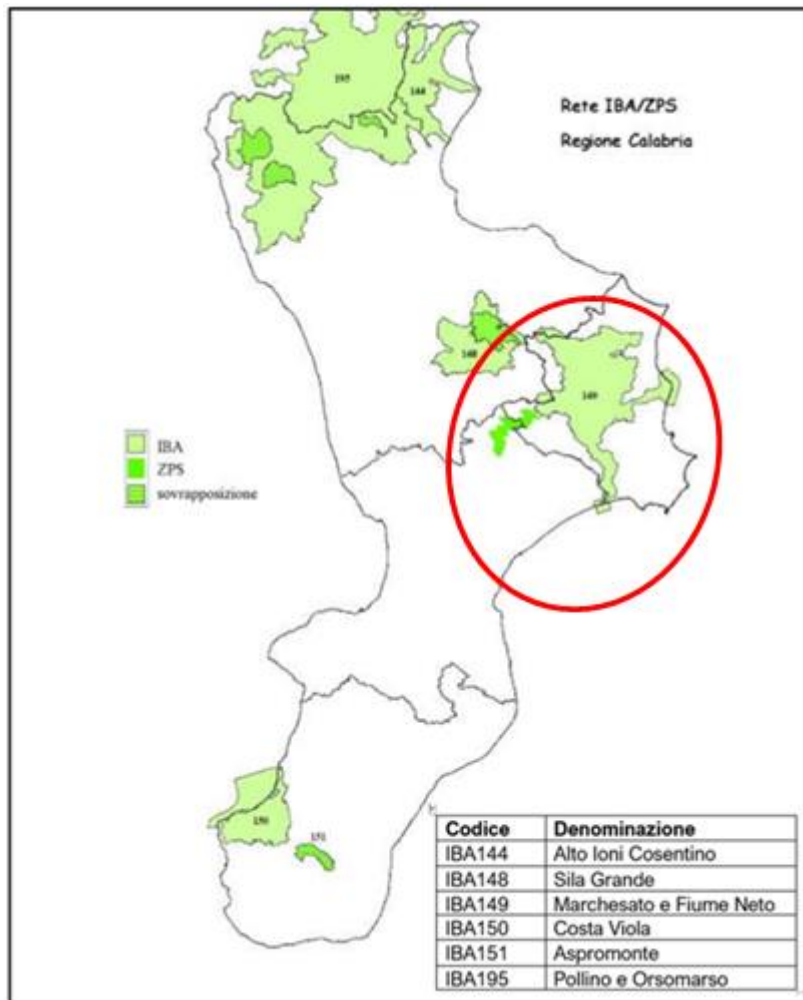 195
144
Rete IBA/ZPS
Regione Calabria
148
149
IBA
ZPS
sovrapposizione
150
151
Codice Denominazione
IBA144 Alto Ioni Cosentino
IBA148 Sila Grande
IBA149 Marchesato e Fiume Neto
IBA150 Costa Viola
IBA151 Aspromonte
IBA195 Pollino e Orsomarso